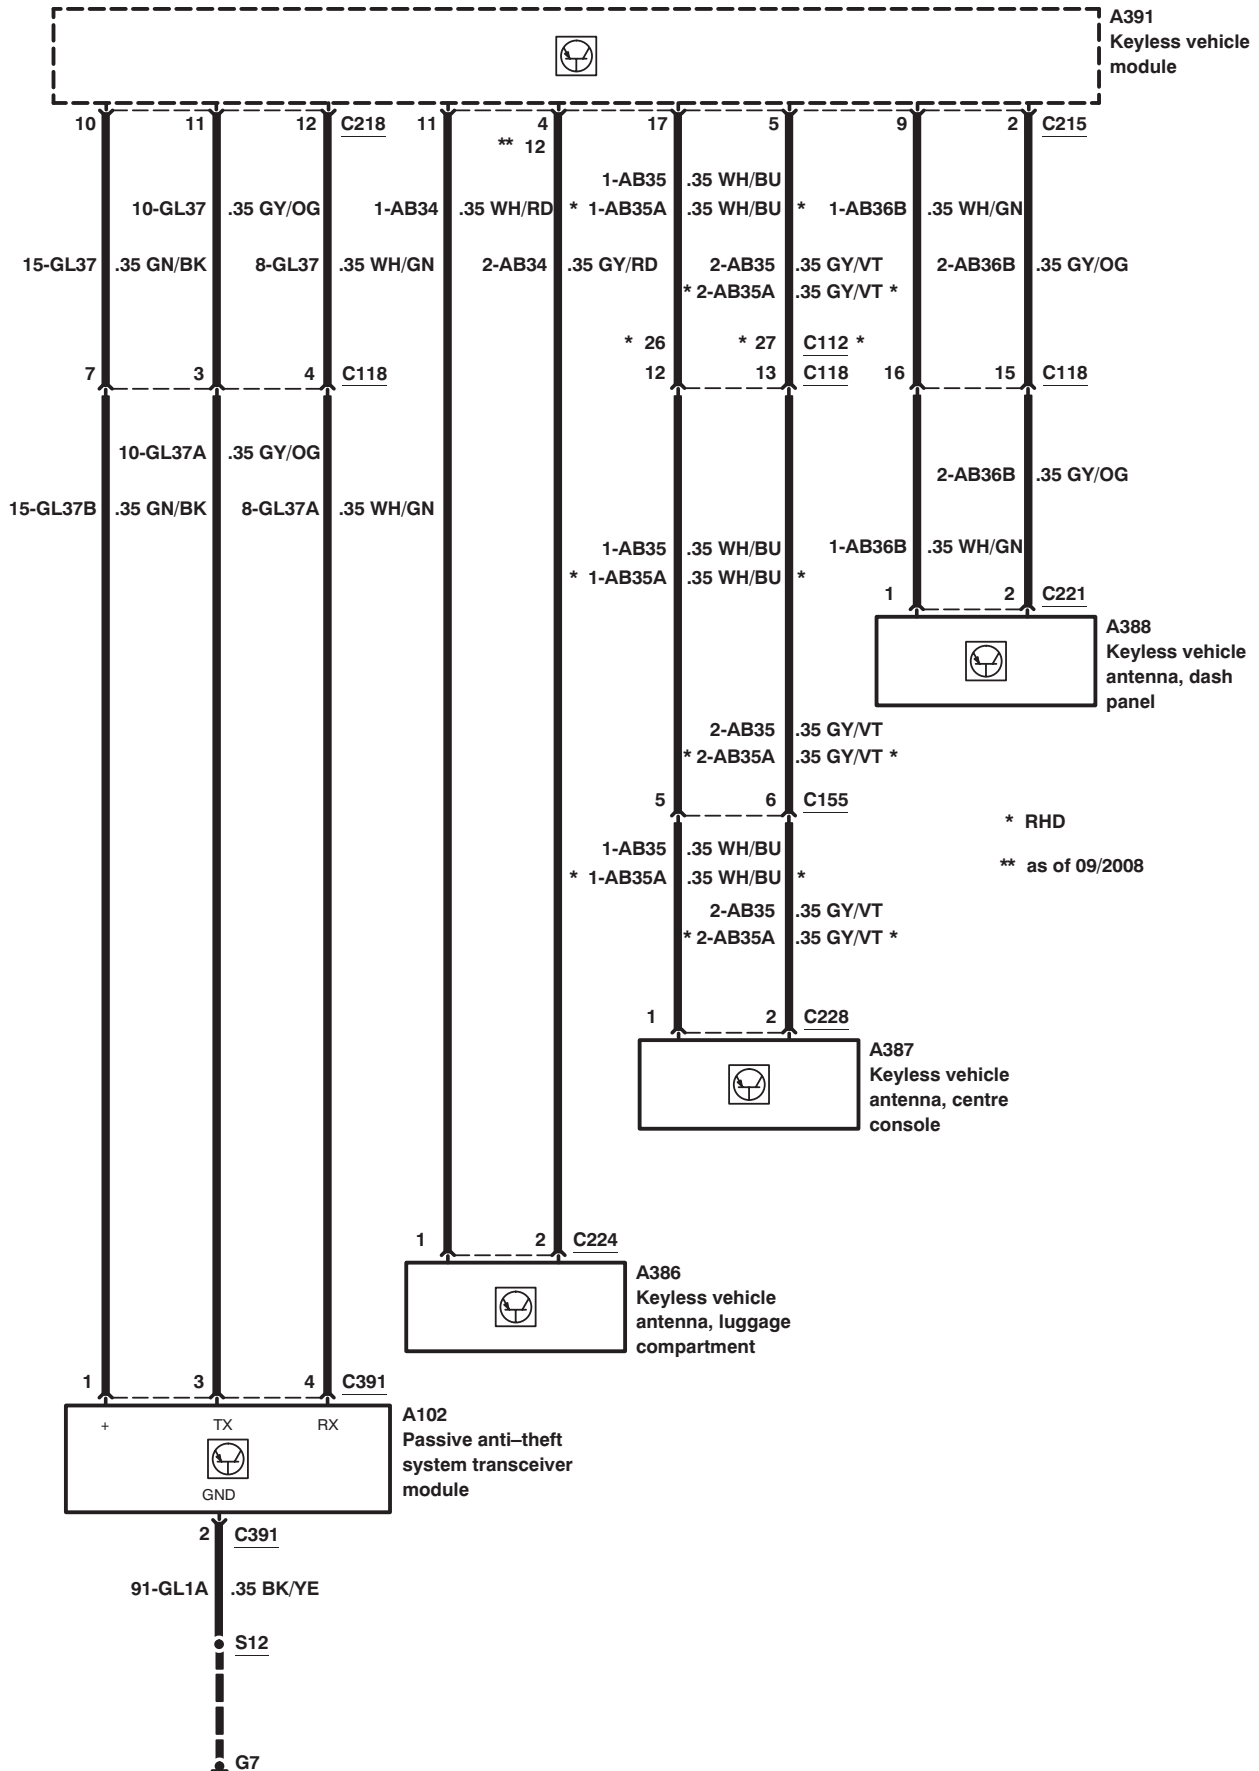 A391
Keyless vehicle
module
10 11 12 C218 11 4 17 5 9 2 C215
** 12
1-AB35 .35 WH/BU
10-GL37 .35 GY/OG 1-AB34 .35 WH/RD * 1-AB35A .35 WH/BU * 1-AB36B .35 WH/GN
15-GL37 .35 GN/BK 8-GL37 .35 WH/GN 2-AB34 .35 GY/RD 2-AB35 .35 GY/VT 2-AB36B .35 GY/OG
* 2-AB35A .35 GY/VT *
* 26 * 27 C112 *
7 3 4 C118 12 13 C118 16 15 C118
10-GL37A .35 GY/OG
2-AB36B .35 GY/OG
15-GL37B .35 GN/BK 8-GL37A .35 WH/GN
1-AB35 .35 WH/BU 1-AB36B .35 WH/GN
* 1-AB35A .35 WH/BU *
1 2 C221
A388
Keyless vehicle
antenna, dash
panel
2-AB35 .35 GY/VT
* 2-AB35A .35 GY/VT *
5 6 C155
* RHD
1-AB35 .35 WH/BU
** as of 09/2008
* 1-AB35A .35 WH/BU *
2-AB35 .35 GY/VT
* 2-AB35A .35 GY/VT *
1 2 C228
A387
Keyless vehicle
antenna, centre
console
1 2 C224
A386
Keyless vehicle
antenna, luggage
compartment
1 3 4 C391
+ TX RX
GND
A102
Passive anti–theft
system transceiver
module
2 C391
91-GL1A .35 BK/YE
S12
G7